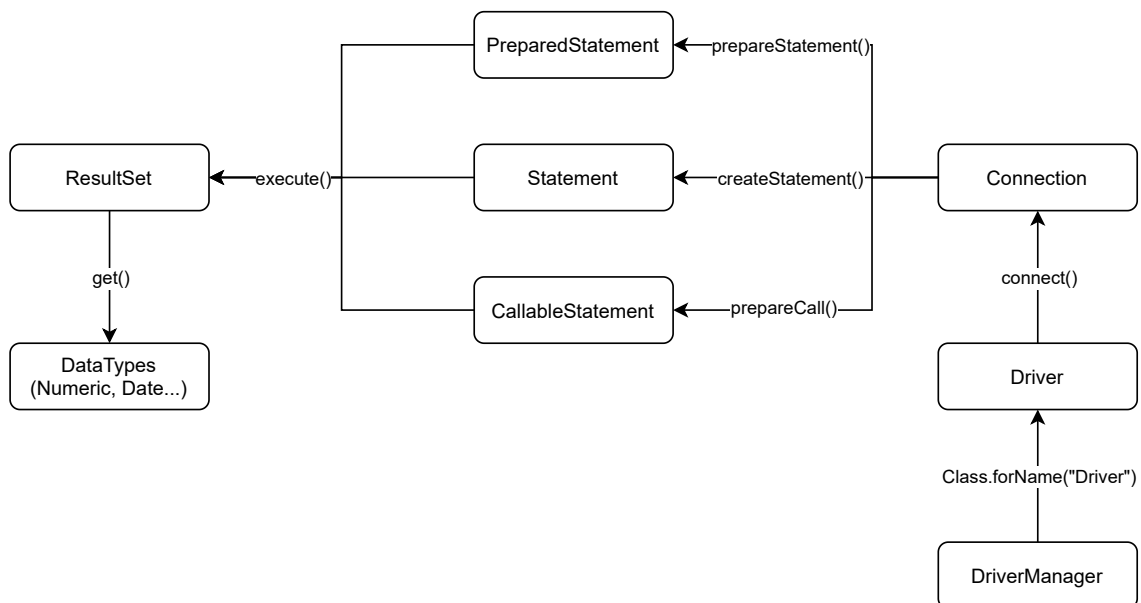 PreparedStatement
prepareStatement()
ResultSet
execute()
Statement
createStatement()
Connection
get()
connect()
CallableStatement
prepareCall()
DataTypes
(Numeric, Date...)
Driver
Class.forName("Driver")
DriverManager